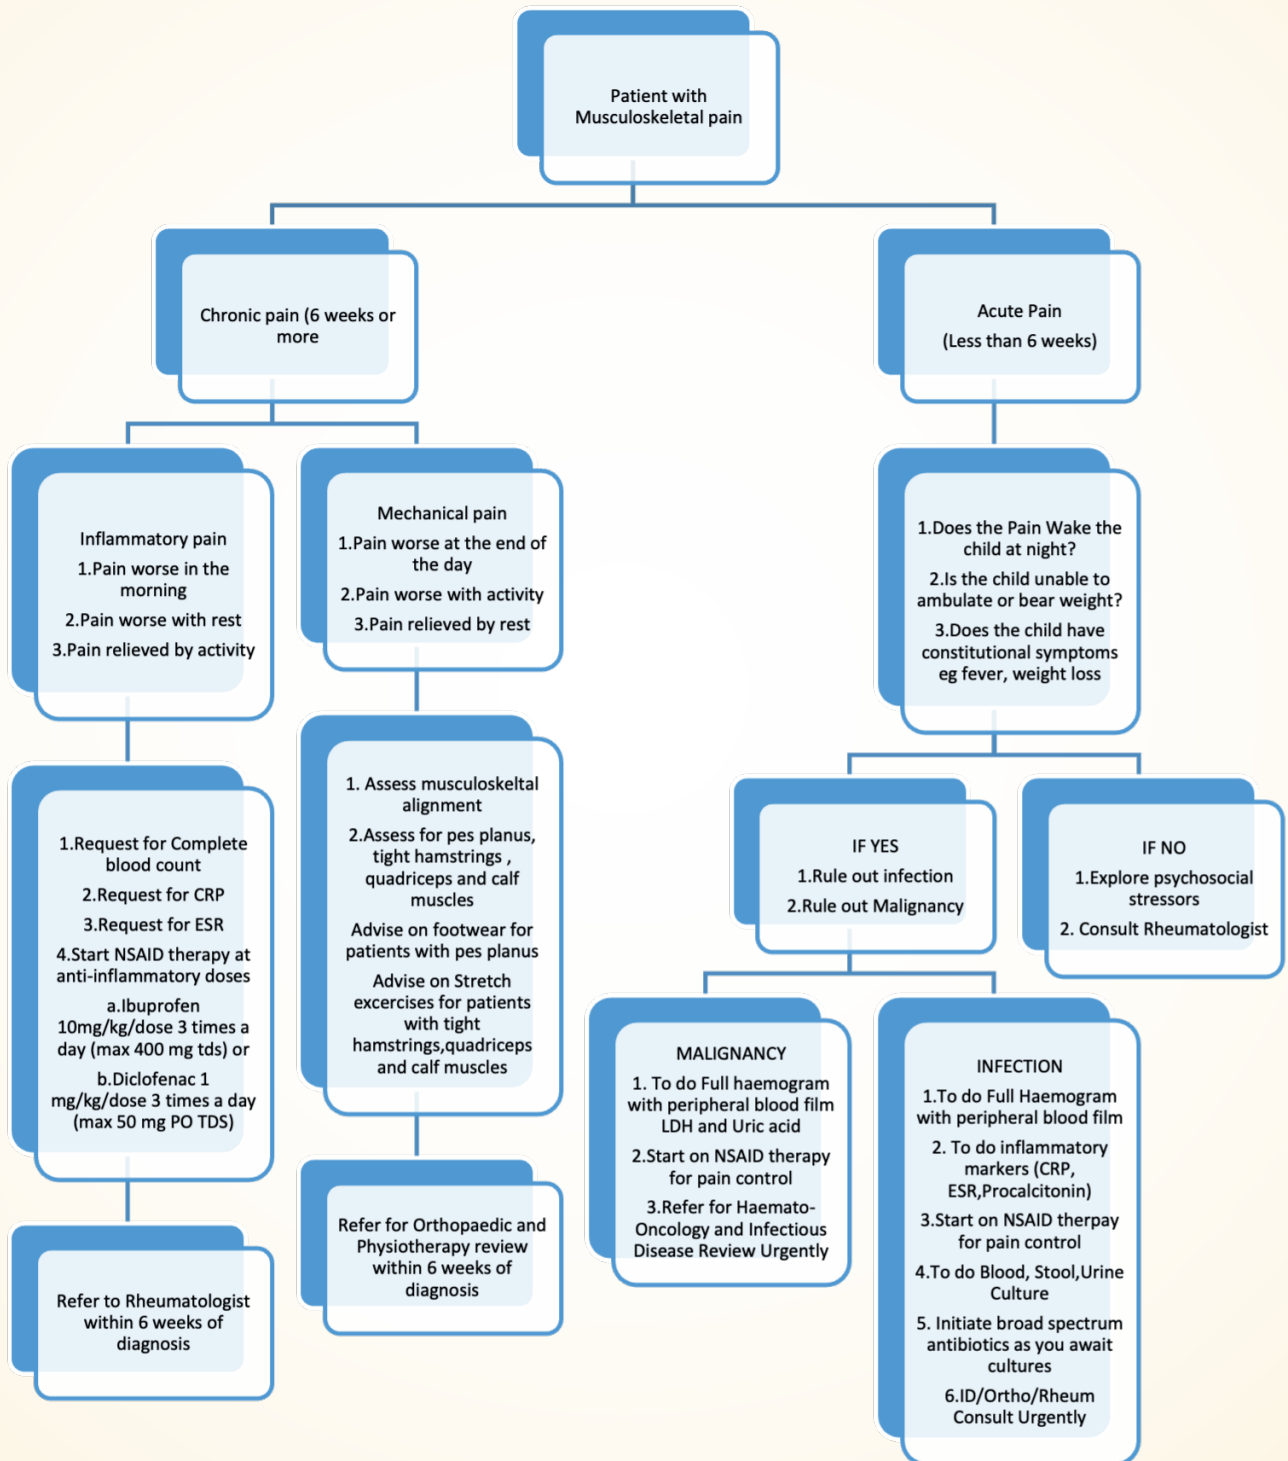 Patient with
Musculoskeletal pain
Chronic pain (6 weeks or
more
Acute Pain
(Less than 6 weeks)
Inflammatory pain
1.Pain worse in the
morning
2.Pain worse with rest
3.Pain relieved by activity
Mechanical pain
1.Pain worse at the end of
the day
2.Pain worse with activity
3.Pain relieved by rest
1.Does the Pain Wake the
child at night?
2.Is the child unable to
ambulate or bear weight?
3.Does the child have
constitutional symptoms
eg fever, weight loss
1.Request for Complete
blood count
2.Request for CRP
3.Request for ESR
4.Start NSAID therapy at
anti-inflammatory doses
a.Ibuprofen
10mg/kg/dose 3 times a
day (max 400 mg tds) or
b.Diclofenac 1
mg/kg/dose 3 times a day
(max 50 mg PO TDS)
1. Assess musculoskeltal
alignment
2.Assess for pes planus,
tight hamstrings ,
quadriceps and calf
muscles
Advise on footwear for
patients with pes planus
Advise on Stretch
excercises for patients
with tight
hamstrings,quadriceps
and calf muscles
IF YES
1.Rule out infection
2.Rule out Malignancy
IF NO
1.Explore psychosocial
stressors
2. Consult Rheumatologist
MALIGNANCY
1. To do Full haemogram
with peripheral blood film
LDH and Uric acid
2.Start on NSAID therapy
for pain control
3.Refer for Haemato-
Oncology and Infectious
Disease Review Urgently
INFECTION
1.To do Full Haemogram
with peripheral blood film
2. To do inflammatory
markers (CRP,
ESR,Procalcitonin)
3.Start on NSAID therpay
for pain control
4.To do Blood, Stool,Urine
Culture
5. Initiate broad spectrum
antibiotics as you await
cultures
6.ID/Ortho/Rheum
Consult Urgently
Refer to Rheumatologist
within 6 weeks of
diagnosis
Refer for Orthopaedic and
Physiotherapy review
within 6 weeks of
diagnosis